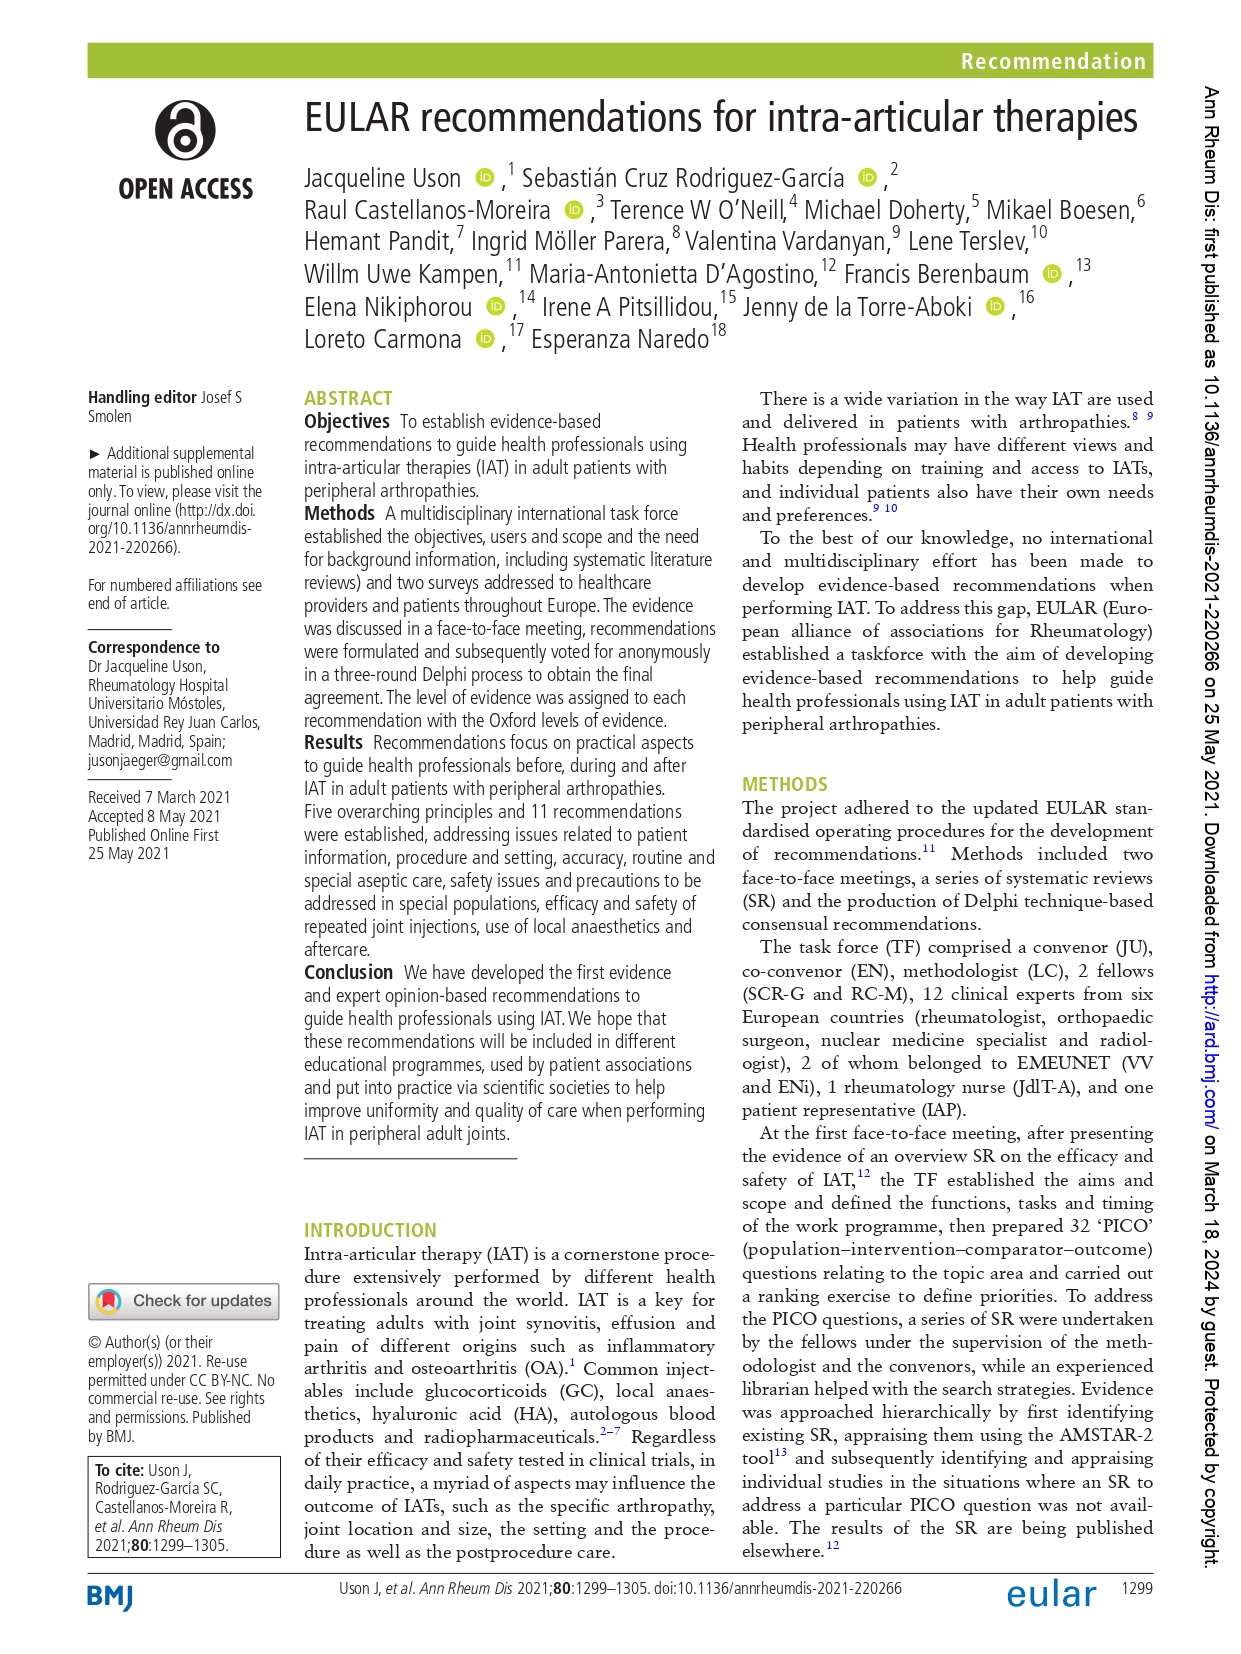 Recommendation
OPEN ACCESS
EULAR recommendations for intra-articular therapies
Jacqueline Uson iD ,1 Sebastián Cruz Rodriguez-García iD ,2
Raul Castellanos-Moreira iD ,3 Terence W O'Neill,4 Michael Doherty,5 Mikael Boesen,6
Hemant Pandit,7 Ingrid Möller Parera,8 Valentina Vardanyan,9 Lene Terslev,10
Willm Uwe Kampen,11 Maria-Antonietta D'Agostino,12 Francis Berenbaum iD ,13
Elena Nikiphorou iD ,14 Irene A Pitsillidou,15 Jenny de la Torre-Aboki iD ,16
Loreto Carmona iD ,17 Esperanza Naredo18
Handling editor Josef S
Smolen
► Additional supplemental
material is published online
only. To view, please visit the
journal online (http://dx.doi.
org/10.1136/annrheumdis-
2021-220266).
For numbered affiliations see
end of article.
Correspondence to
Dr Jacqueline Uson,
Rheumatology Hospital
Universitario Móstoles,
Universidad Rey Juan Carlos,
Madrid, Madrid, Spain;
jusonjaeger@gmail.com
Received 7 March 2021
Accepted 8 May 2021
Published Online First
25 May 2021
Check for updates
© Author(s) (or their
employer(s)) 2021. Re-use
permitted under CC BY-NC. No
commercial re-use. See rights
and permissions. Published
by BMJ.
To cite: Uson J,
Rodriguez-García SC,
Castellanos-Moreira R,
et al. Ann Rheum Dis
2021;80:1299–1305.
ABSTRACT
Objectives To establish evidence-based
recommendations to guide health professionals using
intra-articular therapies (IAT) in adult patients with
peripheral arthropathies.
Methods A multidisciplinary international task force
established the objectives, users and scope and the need
for background information, including systematic literature
reviews) and two surveys addressed to healthcare
providers and patients throughout Europe. The evidence
was discussed in a face-to-face meeting, recommendations
were formulated and subsequently voted for anonymously
in a three-round Delphi process to obtain the final
agreement. The level of evidence was assigned to each
recommendation with the Oxford levels of evidence.
Results Recommendations focus on practical aspects
to guide health professionals before, during and after
IAT in adult patients with peripheral arthropathies.
Five overarching principles and 11 recommendations
were established, addressing issues related to patient
information, procedure and setting, accuracy, routine and
special aseptic care, safety issues and precautions to be
addressed in special populations, efficacy and safety of
repeated joint injections, use of local anaesthetics and
aftercare.
Conclusion We have developed the first evidence
and expert opinion-based recommendations to
guide health professionals using IAT. We hope that
these recommendations will be included in different
educational programmes, used by patient associations
and put into practice via scientific societies to help
improve uniformity and quality of care when performing
IAT in peripheral adult joints.
INTRODUCTION
Intra-articular therapy (IAT) is a cornerstone proce-
dure extensively performed by different health
professionals around the world. IAT is a key for
treating adults with joint synovitis, effusion and
pain of different origins such as inflammatory
arthritis and osteoarthritis (OA).1 Common inject-
ables include glucocorticoids (GC), local anaes-
thetics, hyaluronic acid (HA), autologous blood
products and radiopharmaceuticals.2–7 Regardless
of their efficacy and safety tested in clinical trials, in
daily practice, a myriad of aspects may influence the
outcome of IATs, such as the specific arthropathy,
joint location and size, the setting and the proce-
dure as well as the postprocedure care.
There is a wide variation in the way IAT are used
and delivered in patients with arthropathies.8 9
Health professionals may have different views and
habits depending on training and access to IATs,
and individual patients also have their own needs
and preferences.9 10
To the best of our knowledge, no international
and multidisciplinary effort has been made to
develop evidence-based recommendations when
performing IAT. To address this gap, EULAR (Euro-
pean alliance of associations for Rheumatology)
established a taskforce with the aim of developing
evidence-based recommendations to help guide
health professionals using IAT in adult patients with
peripheral arthropathies.
METHODS
The project adhered to the updated EULAR stan-
dardised operating procedures for the development
of recommendations.11 Methods included two
face-to-face meetings, a series of systematic reviews
(SR) and the production of Delphi technique-based
consensual recommendations.
The task force (TF) comprised a convenor (JU),
co-convenor (EN), methodologist (LC), 2 fellows
(SCR-G and RC-M), 12 clinical experts from six
European countries (rheumatologist, orthopaedic
surgeon, nuclear medicine specialist and radiol-
ogist), 2 of whom belonged to EMEUNET (VV
and ENi), 1 rheumatology nurse (JdlT-A), and one
patient representative (IAP).
At the first face-to-face meeting, after presenting
the evidence of an overview SR on the efficacy and
safety of IAT,12 the TF established the aims and
scope and defined the functions, tasks and timing
of the work programme, then prepared 32 ‘PICO’
(population–intervention–comparator–outcome)
questions relating to the topic area and carried out
a ranking exercise to define priorities. To address
the PICO questions, a series of SR were undertaken
by the fellows under the supervision of the meth-
odologist and the convenors, while an experienced
librarian helped with the search strategies. Evidence
was approached hierarchically by first identifying
existing SR, appraising them using the AMSTAR-2
tool13 and subsequently identifying and appraising
individual studies in the situations where an SR to
address a particular PICO question was not avail-
able. The results of the SR are being published
elsewhere.12
BMJ
Uson J, et al. Ann Rheum Dis 2021;80:1299–1305. doi:10.1136/annrheumdis-2021-220266
eular
1299
Ann Rheum Dis: first published as 10.1136/annrheumdis-2021-220266 on 25 May 2021. Downloaded from http://ard.bmj.com/ on March 18, 2024 by guest. Protected by copyright.